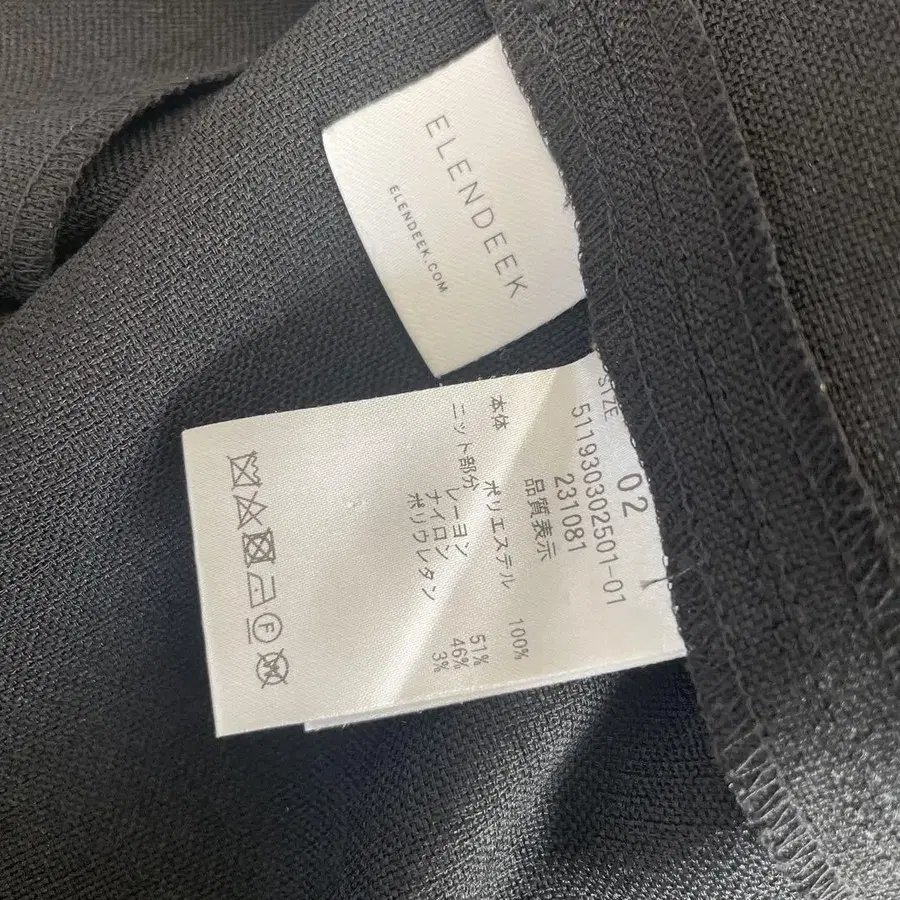 ELENDEEK
ELENDEEK.COM
SIZE 02
511930302501-01
231081
品質表示
本体 ポリエステル 100%
ニット部分 レーヨン 51%
ナイロン 46%
ポリウレタン 3%
F